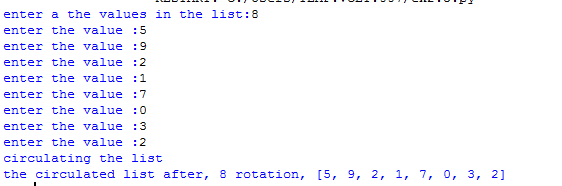 enter a the values in the list:8
enter the value :5
enter the value :9
enter the value :2
enter the value :1
enter the value :7
enter the value :0
enter the value :3
enter the value :2
circulating the list
the circulated list after, 8 rotation, [5, 9, 2, 1, 7, 0, 3, 2]